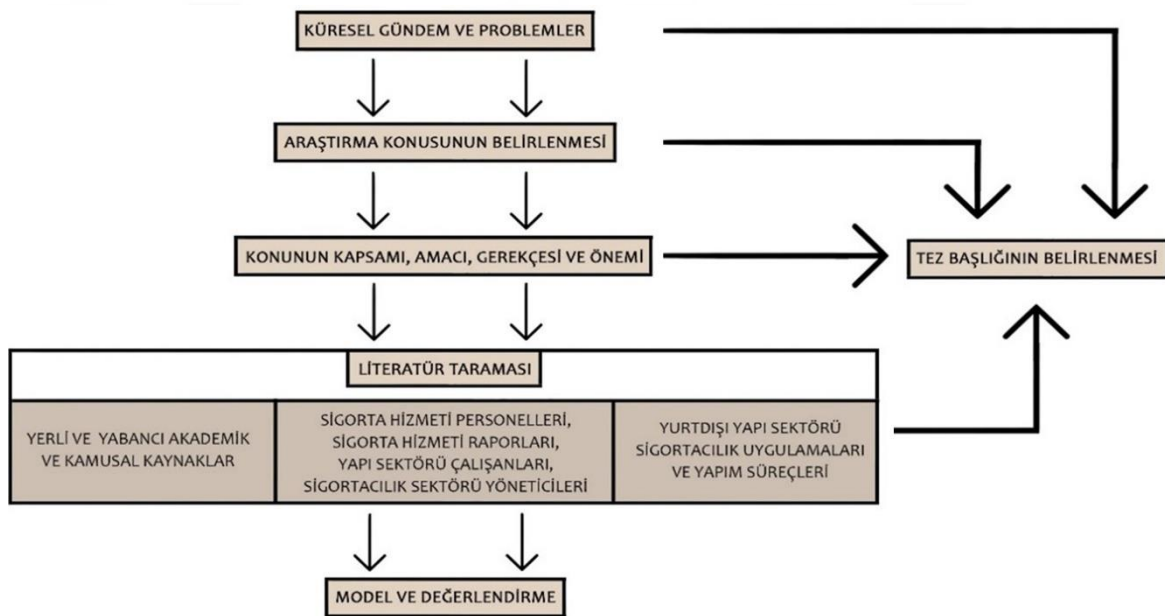 KÜRESEL GÜNDEM VE PROBLEMLER
ARAŞTIRMA KONUSUNUN BELİRLENMESİ
KONUNUN KAPSAMI, AMACI, GEREKÇESİ VE ÖNEMİ
TEZ BAŞLIĞININ BELİRLENMESİ
LİTERATÜR TARAMASI
YERLİ VE YABANCI AKADEMİK
VE KAMUSAL KAYNAKLAR
SİGORTA HİZMETİ PERSONELLERİ,
SİGORTA HİZMETİ RAPORLARI,
YAPI SEKTÖRÜ ÇALIŞANLARI,
SİGORTACILIK SEKTÖRÜ YÖNETİCİLERİ
YURTDIŞI YAPI SEKTÖRÜ
SİGORTACILIK UYGULAMALARI
VE YAPIM SÜREÇLERİ
MODEL VE DEĞERLENDİRME